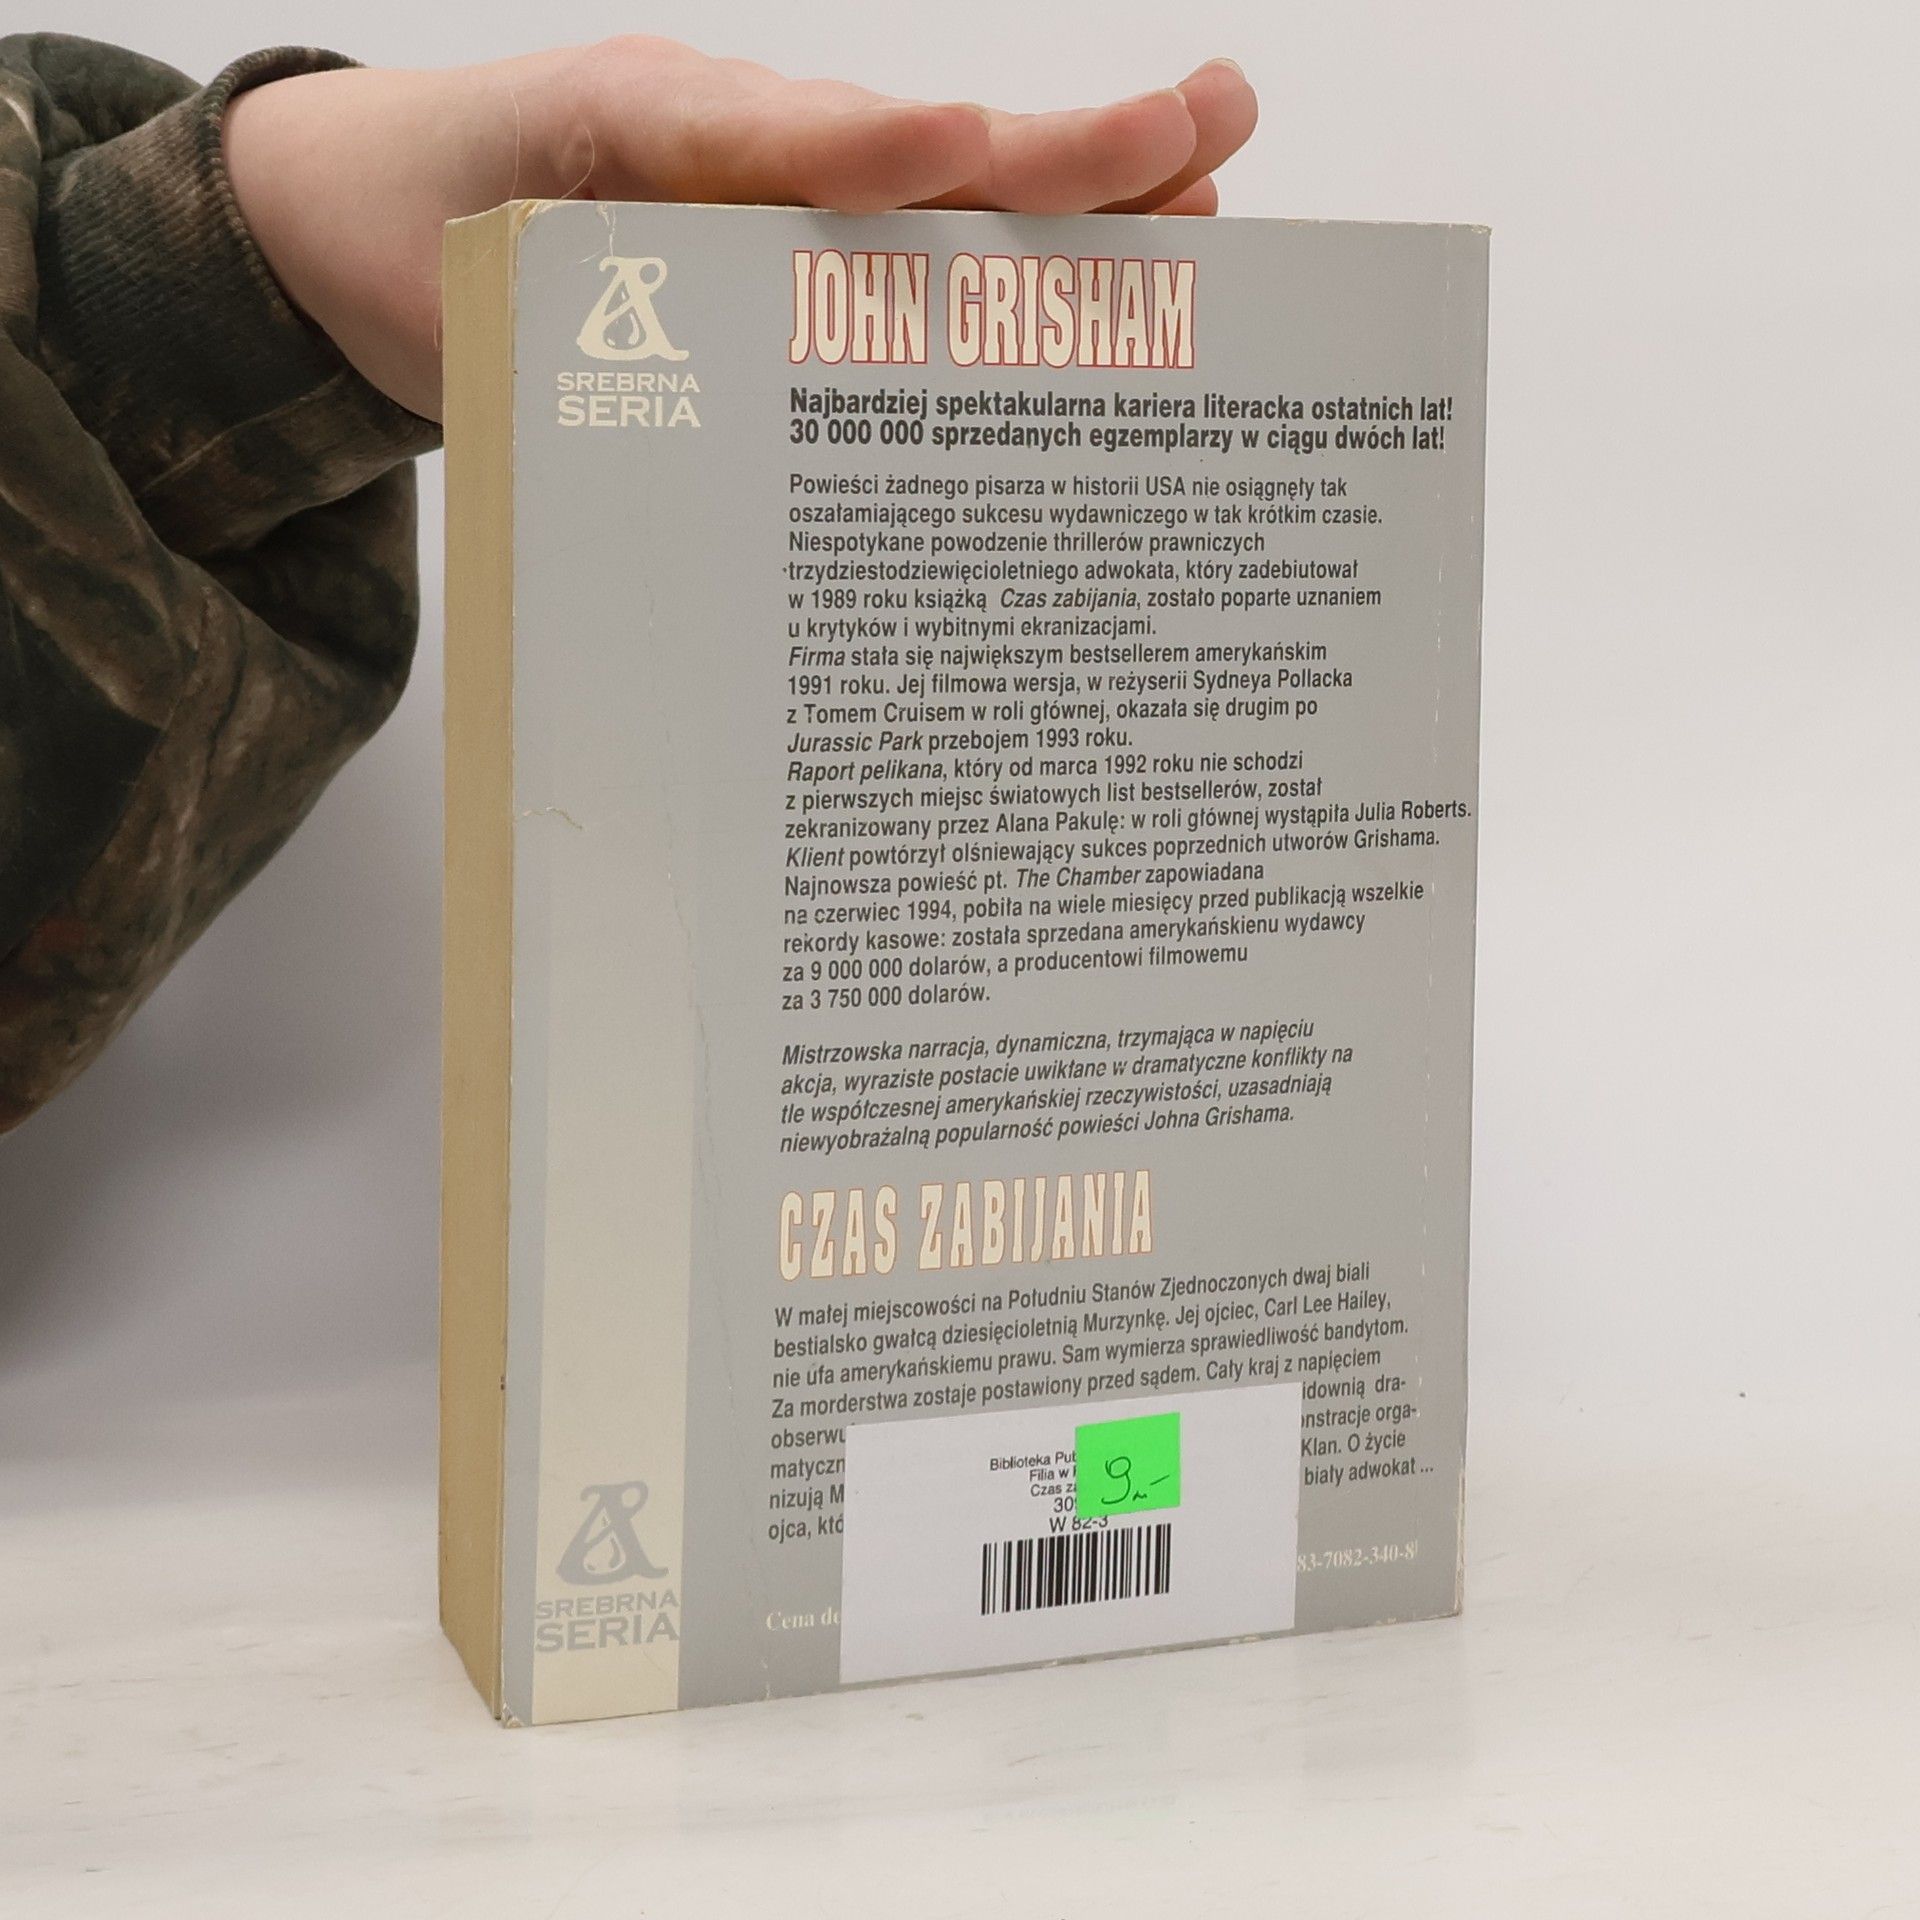 SREBRNA
SERIA
JOHN GRISHAM
Najbardziej spektakularna kariera literacka ostatnich lat!
30 000 000 sprzedanych egzemplarzy w ciągu dwóch lat!
Powieści żadnego pisarza w historii USA nie osiągnęły tak
oszałamiającego sukcesu wydawniczego w tak krótkim czasie.
Niespotykane powodzenie thrillerów prawniczych
trzydziestodziewięcioletniego adwokata, który zadebiutował
w 1989 roku książką Czas zabijania, zostało poparte uznaniem
u krytyków i wybitnymi ekranizacjami.
Firma stała się największym bestsellerem amerykańskim
1991 roku. Jej filmowa wersja, w reżyserii Sydneya Pollacka
z Tomem Cruisem w roli głównej, okazała się drugim po
Jurassic Park przebojem 1993 roku.
Raport pelikana, który od marca 1992 roku nie schodzi
z pierwszych miejsc światowych list bestsellerów, został
zekranizowany przez Alana Pakulę: w roli głównej wystąpiła Julia Roberts.
Klient powtórzył olśniewający sukces poprzednich utworów Grishama.
Najnowsza powieść pt. The Chamber zapowiadana
na czerwiec 1994, pobiła na wiele miesięcy przed publikacją wszelkie
rekordy kasowe: została sprzedana amerykańskienu wydawcy
za 9 000 000 dolarów, a producentowi filmowemu
za 3 750 000 dolarów.
Mistrzowska narracja, dynamiczna, trzymająca w napięciu
akcja, wyraziste postacie uwikłane w dramatyczne konflikty na
tle współczesnej amerykańskiej rzeczywistości, uzasadniają
niewyobrażalną popularność powieści Johna Grishama.
CZAS ZABIJANIA
W małej miejscowości na Południu Stanów Zjednoczonych dwaj biali
bestialsko gwałcą dziesięcioletnią Murzynkę. Jej ojciec, Carl Lee Hailey,
nie ufa amerykańskiemu prawu. Sam wymierza sprawiedliwość bandytom.
Za morderstwa zostaje postawiony przed sądem. Cały kraj z napięciem
obserwu idownią dra-
matyczn onstracje orga-
nizują M Klan. O życie
ojca, któ biały adwokat ...
Biblioteka Pub
Filia w
Czas za
30
W 82-3
9,-
83-7082-340-8
Cena de
SREBRNA
SERIA